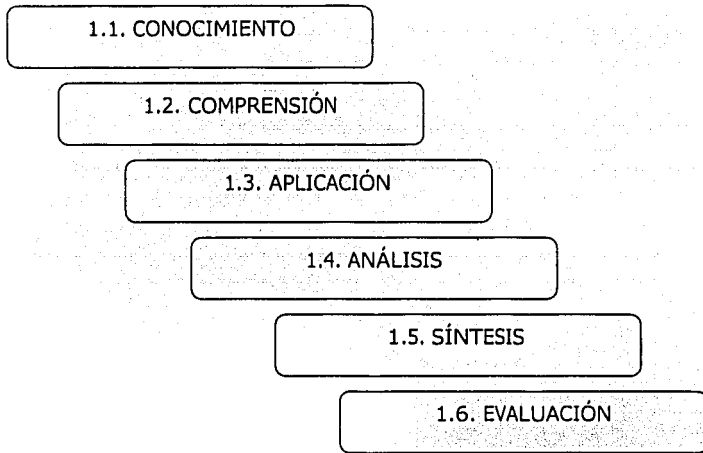 1.1. CONOCIMIENTO
1.2. COMPRENSIÓN
1.3. APLICACIÓN
1.4. ANÁLISIS
1.5. SÍNTESIS
1.6. EVALUACIÓN